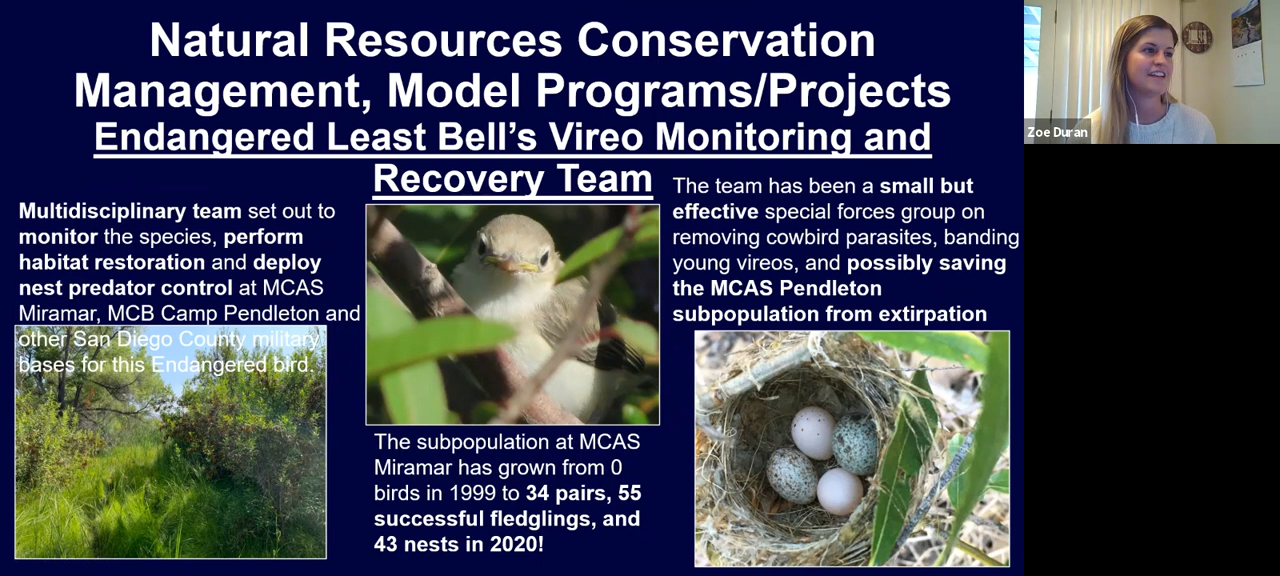 Natural Resources Conservation
Management, Model Programs/Projects
Endangered Least Bell's Vireo Monitoring and
Recovery Team
Multidisciplinary team set out to
monitor the species, perform
habitat restoration and deploy
nest predator control at MCAS
Miramar, MCB Camp Pendleton and
other San Diego County military
bases for this Endangered bird.
The subpopulation at MCAS
Miramar has grown from 0
birds in 1999 to 34 pairs, 55
successful fledglings, and
43 nests in 2020!
The team has been a small but
effective special forces group on
removing cowbird parasites, banding
young vireos, and possibly saving
the MCAS Pendleton
subpopulation from extirpation
Zoe Duran